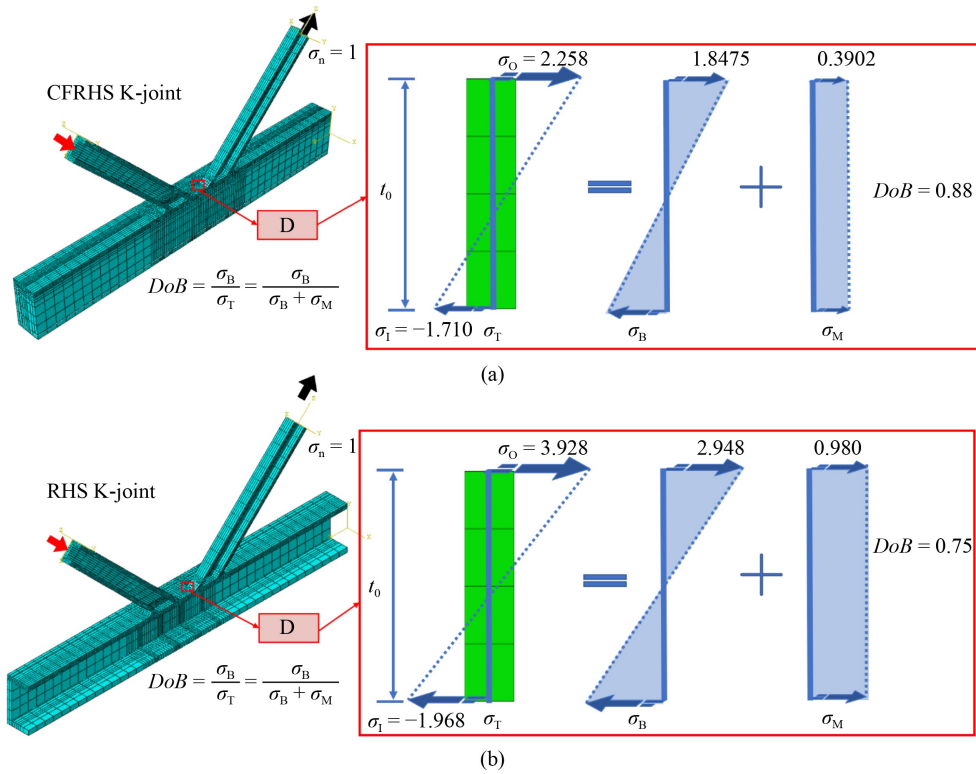 (a)
σn = 1
CFRHS K-joint
D
DoB = σB/σT = σB/(σB + σM)
σO = 2.258
1.8475
0.3902
t0
DoB = 0.88
σI = −1.710
σT
σB
σM
(a)
σn = 1
RHS K-joint
D
DoB = σB/σT = σB/(σB + σM)
σO = 3.928
2.948
0.980
t0
DoB = 0.75
σI = −1.968
σT
σB
σM
(b)